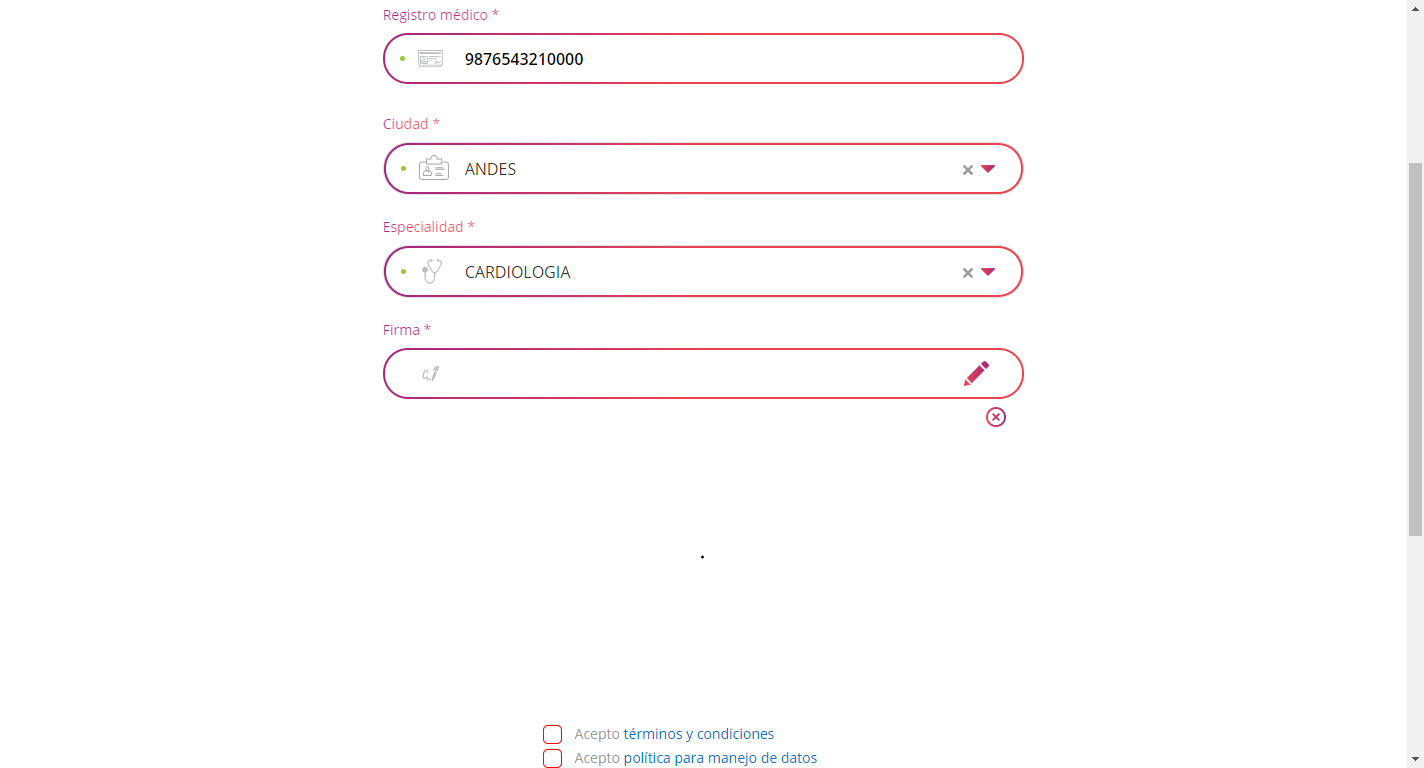 Registro médico *
9876543210000
Ciudad *
ANDES
Especialidad *
CARDIOLOGIA
Firma *
Acepto términos y condiciones
Acepto política para manejo de datos